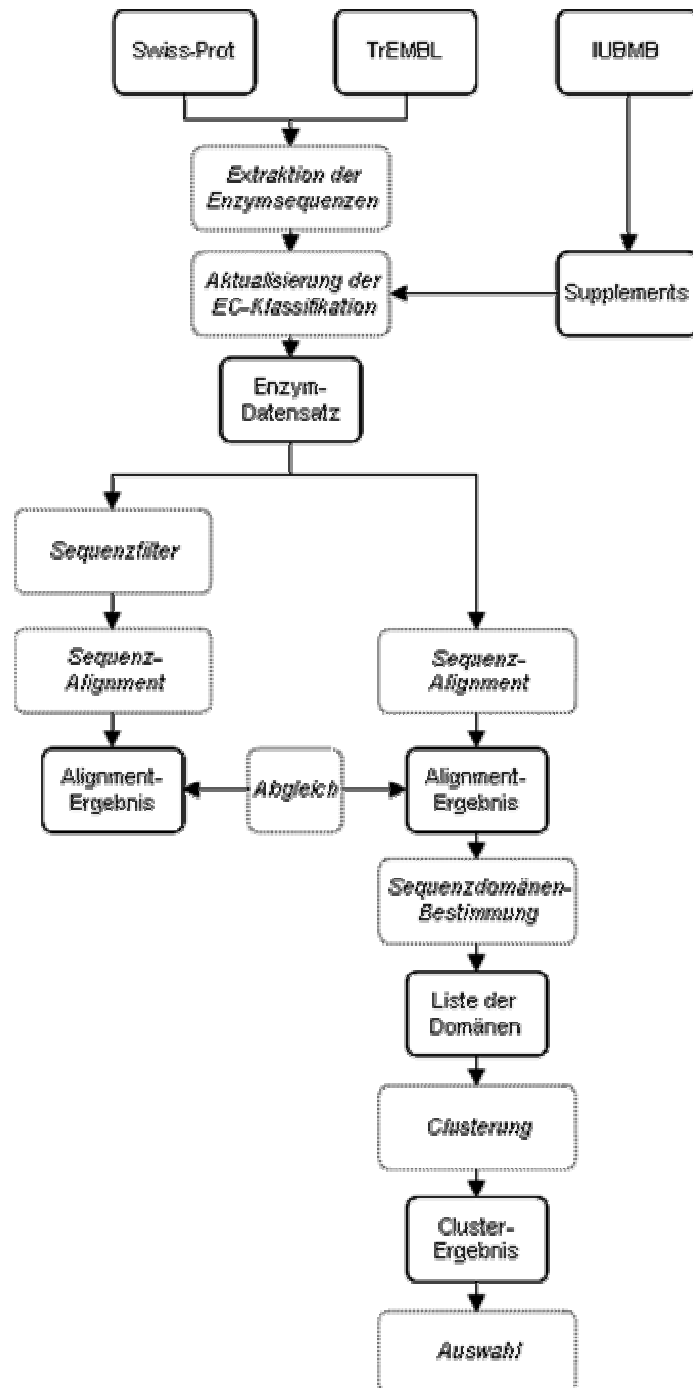 Swiss-Prot
TrEMBL
IUBMB
Extraktion der
Enzymsequenzen
Aktualisierung der
EC-Klassifikation
Supplements
Enzym-
Datensatz
Sequenzfilter
Sequenz-
Alignment
Sequenz-
Alignment
Alignment-
Ergebnis
Abgleich
Alignment-
Ergebnis
Sequenzdomänen-
Bestimmung
Liste der
Domänen
Clusterung
Cluster-
Ergebnis
Auswahl